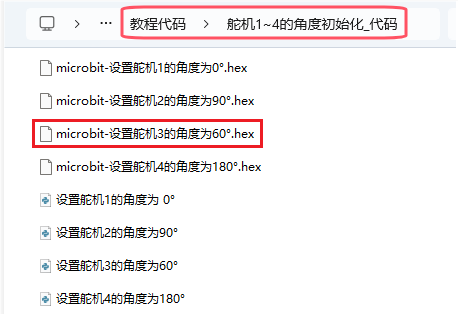 ··· 教程代码 > 舵机1~4的角度初始化_代码
microbit-设置舵机1的角度为0°.hex
microbit-设置舵机2的角度为90°.hex
microbit-设置舵机3的角度为60°.hex
microbit-设置舵机4的角度为180°.hex
设置舵机1的角度为 0°
设置舵机2的角度为90°
设置舵机3的角度为60°
设置舵机4的角度为180°